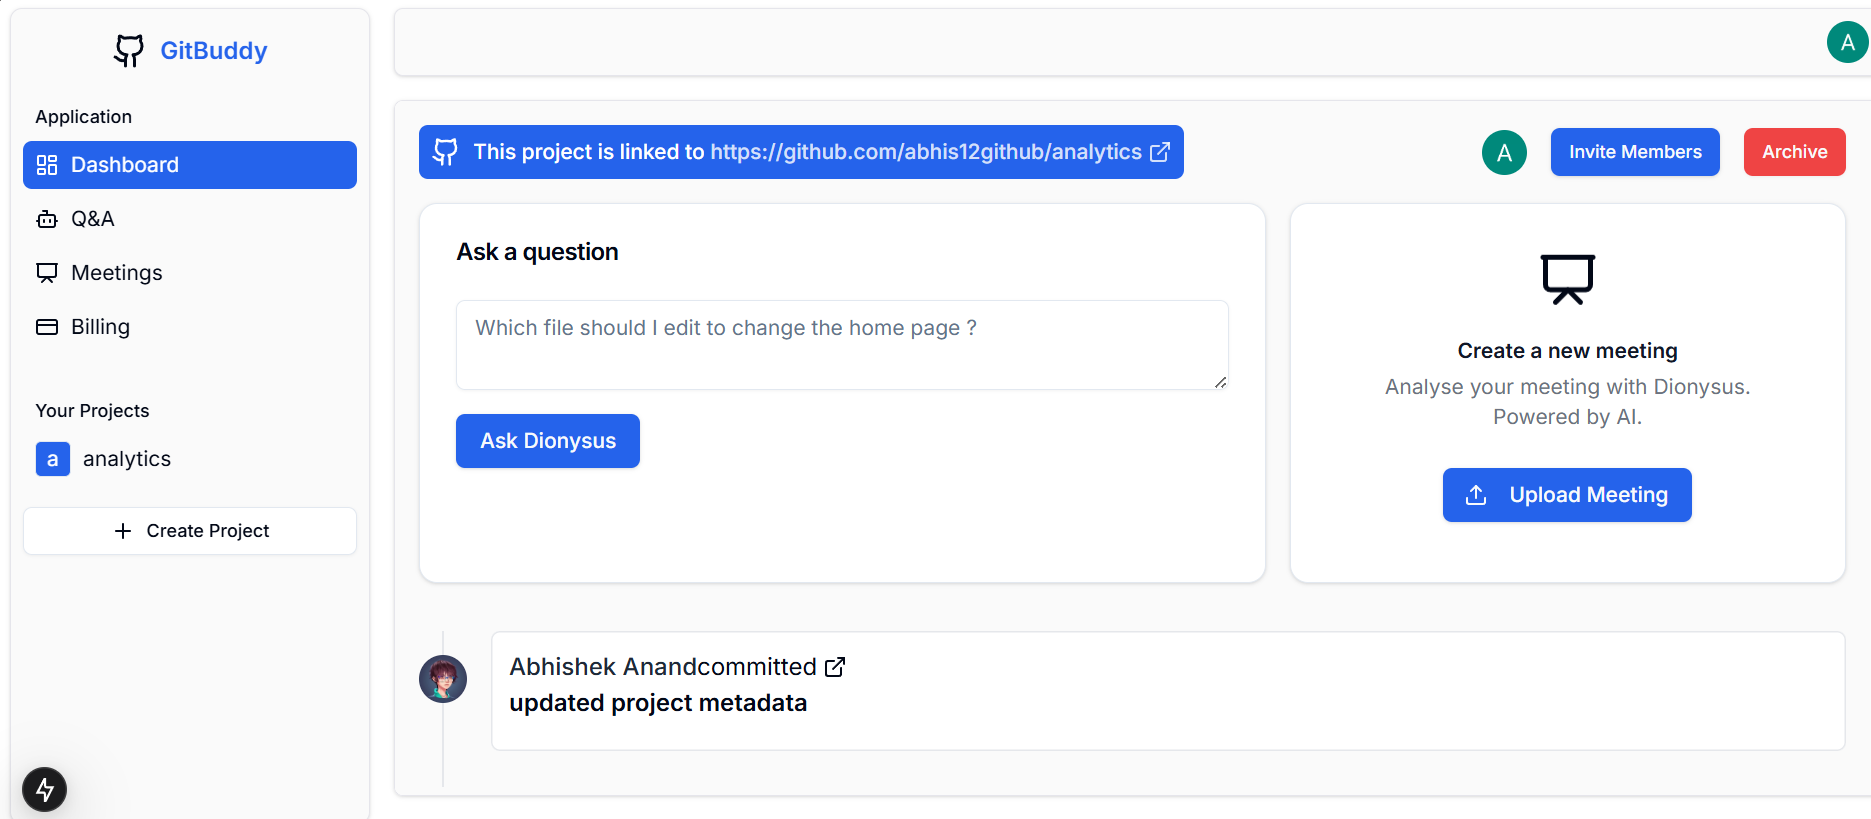 GitBuddy
Application
Dashboard
Q&A
Meetings
Billing
Your Projects
a analytics
+ Create Project
A
This project is linked to https://github.com/abhis12github/analytics
A
Invite Members
Archive
Ask a question
Which file should I edit to change the home page ?
Ask Dionysus
Create a new meeting
Analyse your meeting with Dionysus.
Powered by AI.
Upload Meeting
Abhishek Anandcommitted
updated project metadata